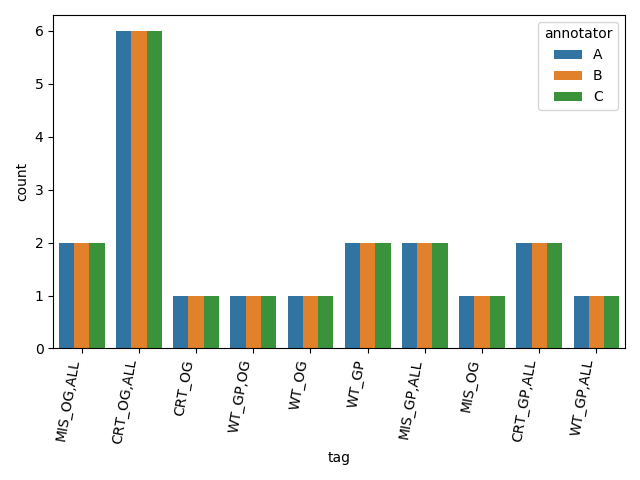 annotator
A
B
C
count
6
5
4
3
2
1
0
MIS_OG,ALL
CRT_OG,ALL
CRT_OG
WT_GP,OG
WT_OG
WT_GP
MIS_GP,ALL
MIS_OG
CRT_GP,ALL
WT_GP,ALL
tag